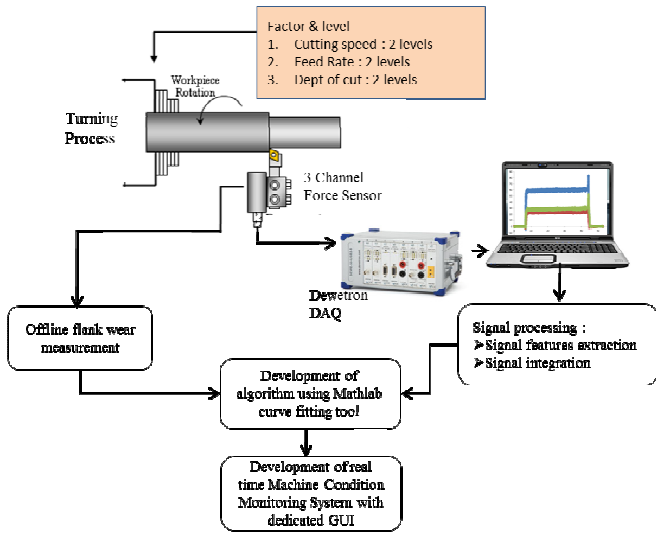 Factor & level
1. Cutting speed : 2 levels
2. Feed Rate : 2 levels
3. Dept of cut : 2 levels
Workpiece
Rotation
Turning
Process
3 Channel
Force Sensor
Dewetron
DAQ
Offline flank wear
measurement
Signal processing :
➢Signal features extraction
➢Signal integration
Development of
algorithm using Mathlab
curve fitting tool
Development of real
time Machine Condition
Monitoring System with
dedicated GUI